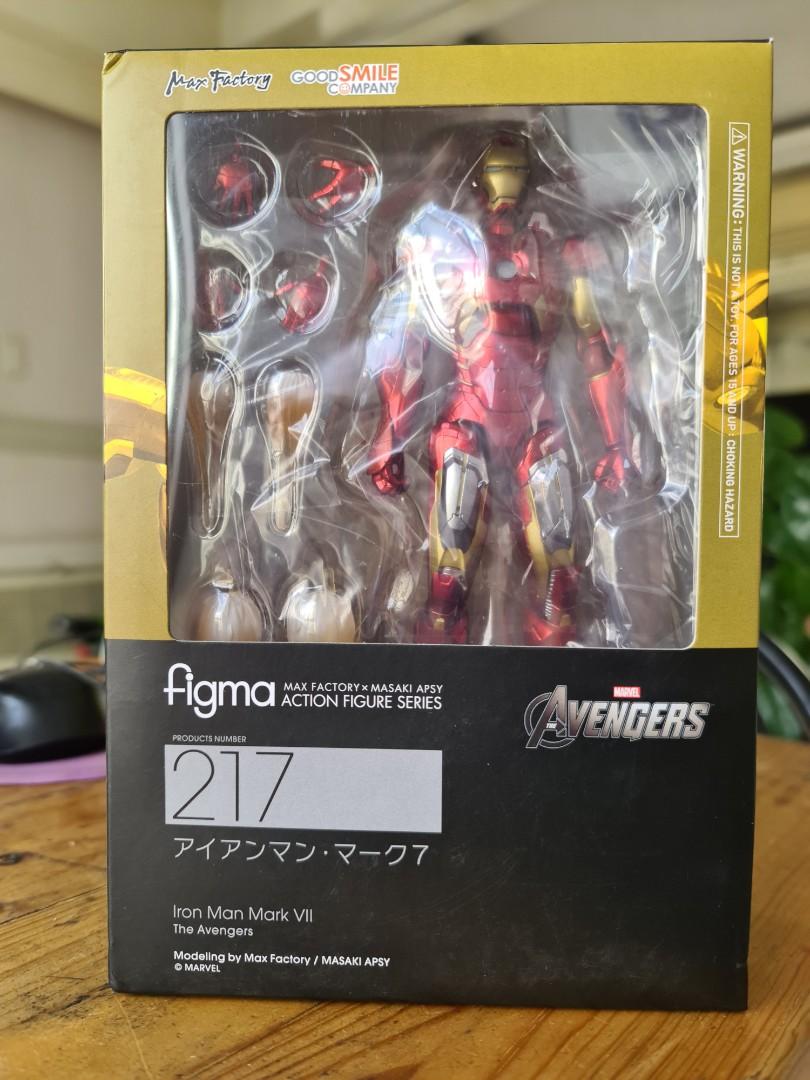 Max Factory
GOODSMILE
COMPANY
⚠WARNING: THIS IS NOT A TOY. FOR AGES 15 AND UP : CHOKING HAZARD
figma
MAX FACTORY×MASAKI APSY
ACTION FIGURE SERIES
MARVEL
THE AVENGERS
PRODUCTS NUMBER
217
アイアンマン・マーク7
Iron Man Mark VII
The Avengers
Modeling by Max Factory / MASAKI APSY
© MARVEL